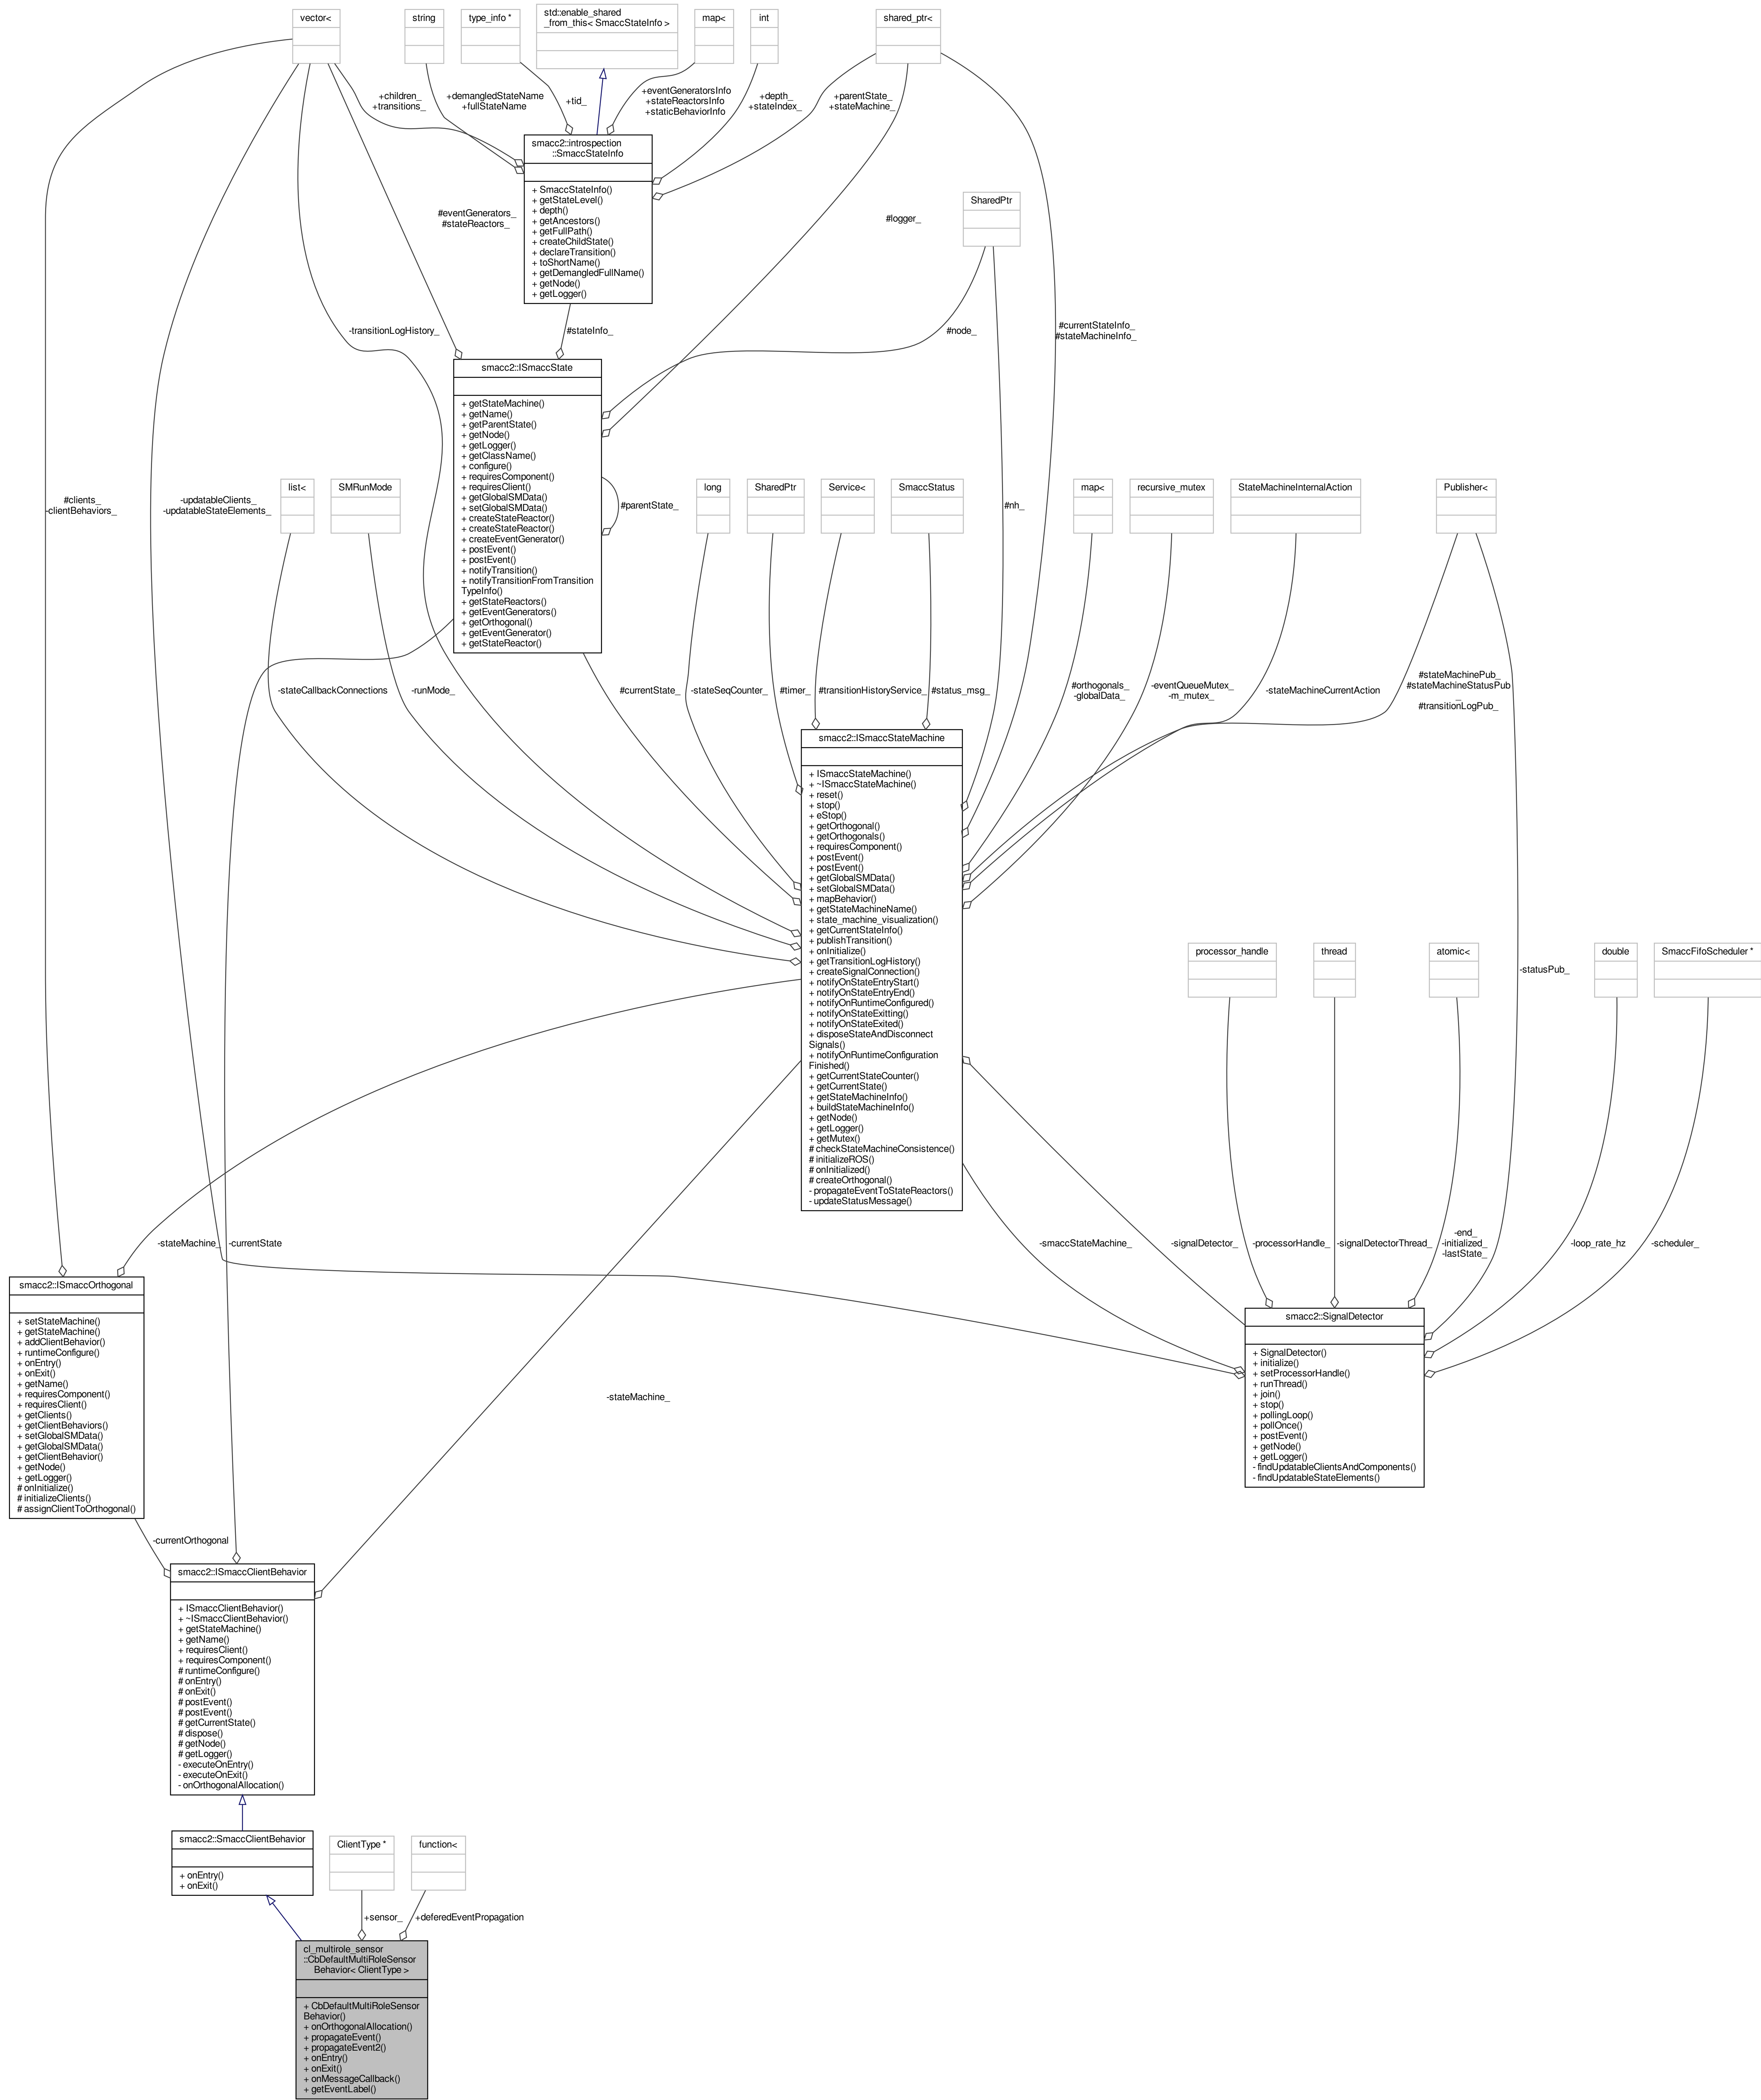 vector<
string
type_info *
std::enable_shared
_from_this< SmaccStateInfo >
map<
int
shared_ptr<
+children_
+transitions_
+demangledStateName
+fullStateName
+tid_
+eventGeneratorsInfo
+stateReactorsInfo
+staticBehaviorInfo
+depth_
+stateIndex_
+parentState_
+stateMachine_
smacc2::introspection
::SmaccStateInfo
+ SmaccStateInfo()
+ getStateLevel()
+ depth()
+ getAncestors()
+ getFullPath()
+ createChildState()
+ declareTransition()
+ toShortName()
+ getDemangledFullName()
+ getNode()
+ getLogger()
SharedPtr
#eventGenerators_
#stateReactors_
#logger_
-transitionLogHistory_
#stateInfo_
#node_
#currentStateInfo_
#stateMachineInfo_
smacc2::ISmaccState
+ getStateMachine()
+ getName()
+ getParentState()
+ getNode()
+ getLogger()
+ getClassName()
+ configure()
+ requiresComponent()
+ requiresClient()
+ getGlobalSMData()
+ setGlobalSMData()
+ createStateReactor()
+ createStateReactor()
+ createEventGenerator()
+ postEvent()
+ postEvent()
+ notifyTransition()
+ notifyTransitionFromTransition
TypeInfo()
+ getStateReactors()
+ getEventGenerators()
+ getOrthogonal()
+ getEventGenerator()
+ getStateReactor()
#parentState_
#clients_
-clientBehaviors_
-updatableClients_
-updatableStateElements_
list<
SMRunMode
long
SharedPtr
Service<
SmaccStatus
#nh_
map<
recursive_mutex
StateMachineInternalAction
Publisher<
-stateCallbackConnections
-runMode_
#currentState_
-stateSeqCounter_
#timer_
#transitionHistoryService_
#status_msg_
#orthogonals_
-globalData_
-eventQueueMutex_
-m_mutex_
-stateMachineCurrentAction
#stateMachinePub_
#stateMachineStatusPub
_
#transitionLogPub_
smacc2::ISmaccStateMachine
+ ISmaccStateMachine()
+ ~ISmaccStateMachine()
+ reset()
+ stop()
+ eStop()
+ getOrthogonal()
+ getOrthogonals()
+ requiresComponent()
+ postEvent()
+ postEvent()
+ getGlobalSMData()
+ setGlobalSMData()
+ mapBehavior()
+ getStateMachineName()
+ state_machine_visualization()
+ getCurrentStateInfo()
+ publishTransition()
+ onInitialize()
+ getTransitionLogHistory()
+ createSignalConnection()
+ notifyOnStateEntryStart()
+ notifyOnStateEntryEnd()
+ notifyOnRuntimeConfigured()
+ notifyOnStateExitting()
+ notifyOnStateExited()
+ disposeStateAndDisconnect
Signals()
+ notifyOnRuntimeConfiguration
Finished()
+ getCurrentStateCounter()
+ getCurrentState()
+ getStateMachineInfo()
+ buildStateMachineInfo()
+ getNode()
+ getLogger()
+ getMutex()
# checkStateMachineConsistence()
# initializeROS()
# onInitialized()
# createOrthogonal()
- propagateEventToStateReactors()
- updateStatusMessage()
processor_handle
thread
atomic<
-statusPub_
double
SmaccFifoScheduler *
-stateMachine_
-currentState
-smaccStateMachine_
-signalDetector_
-processorHandle_
-signalDetectorThread_
-end_
-initialized_
-lastState_
-loop_rate_hz
-scheduler_
smacc2::ISmaccOrthogonal
+ setStateMachine()
+ getStateMachine()
+ addClientBehavior()
+ runtimeConfigure()
+ onEntry()
+ onExit()
+ getName()
+ requiresComponent()
+ requiresClient()
+ getClients()
+ getClientBehaviors()
+ setGlobalSMData()
+ getGlobalSMData()
+ getClientBehavior()
+ getNode()
+ getLogger()
# onInitialize()
# initializeClients()
# assignClientToOrthogonal()
smacc2::SignalDetector
+ SignalDetector()
+ initialize()
+ setProcessorHandle()
+ runThread()
+ join()
+ stop()
+ pollingLoop()
+ pollOnce()
+ postEvent()
+ getNode()
+ getLogger()
- findUpdatableClientsAndComponents()
- findUpdatableStateElements()
-stateMachine_
-currentOrthogonal
smacc2::ISmaccClientBehavior
+ ISmaccClientBehavior()
+ ~ISmaccClientBehavior()
+ getStateMachine()
+ getName()
+ requiresClient()
+ requiresComponent()
# runtimeConfigure()
# onEntry()
# onExit()
# postEvent()
# postEvent()
# getCurrentState()
# dispose()
# getNode()
# getLogger()
- executeOnEntry()
- executeOnExit()
- onOrthogonalAllocation()
smacc2::SmaccClientBehavior
+ onEntry()
+ onExit()
ClientType *
function<
+sensor_
+deferedEventPropagation
cl_multirole_sensor
::CbDefaultMultiRoleSensor
Behavior< ClientType >
+ CbDefaultMultiRoleSensor
Behavior()
+ onOrthogonalAllocation()
+ propagateEvent()
+ propagateEvent2()
+ onEntry()
+ onExit()
+ onMessageCallback()
+ getEventLabel()